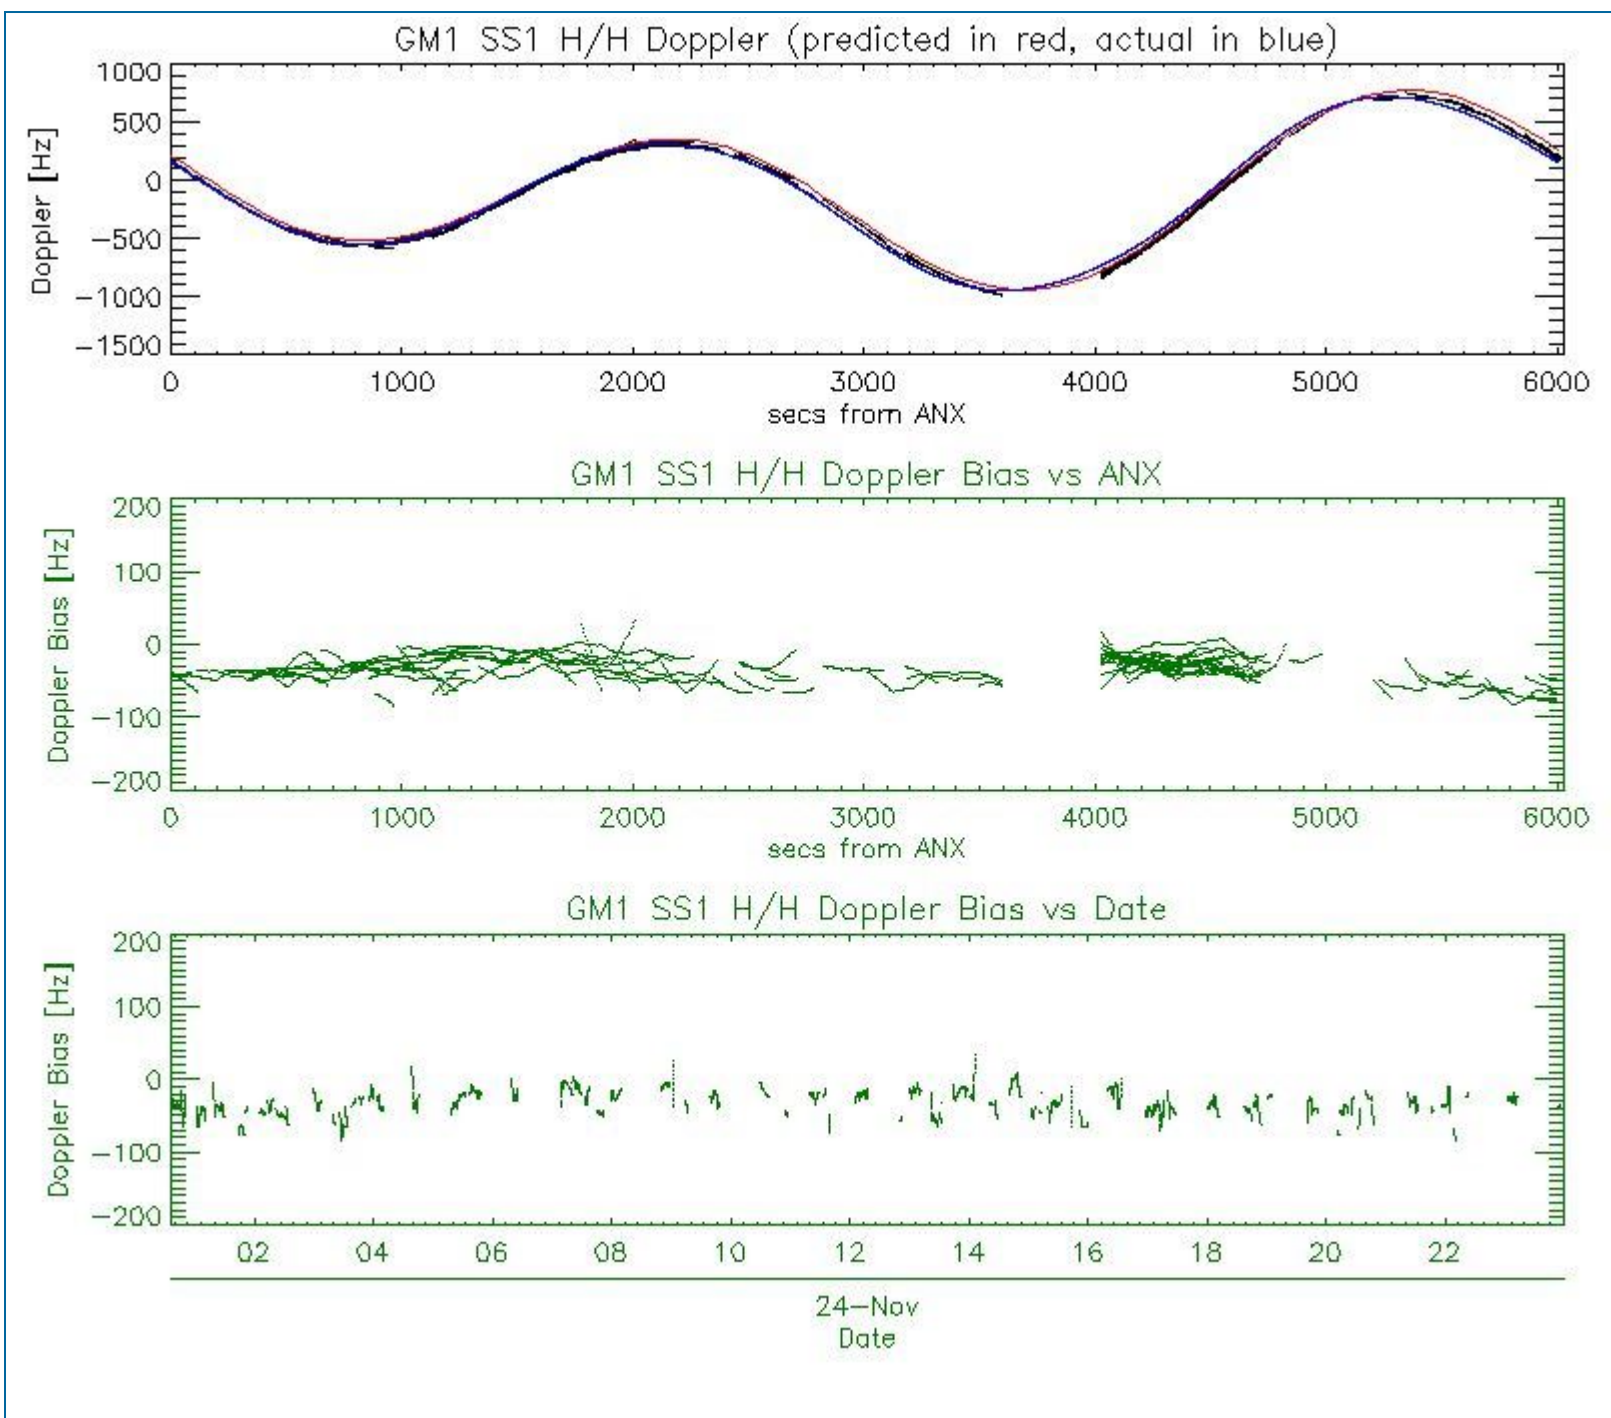 GM1 SS1 H/H Doppler (predicted in red, actual in blue)
Doppler [Hz]
1000
500
0
−500
−1000
−1500
0 1000 2000 3000 4000 5000 6000
secs from ANX
GM1 SS1 H/H Doppler Bias vs ANX
Doppler Bias [Hz]
200
100
0
−100
−200
0 1000 2000 3000 4000 5000 6000
secs from ANX
GM1 SS1 H/H Doppler Bias vs Date
Doppler Bias [Hz]
200
100
0
−100
−200
02 04 06 08 10 12 14 16 18 20 22
24−Nov
Date